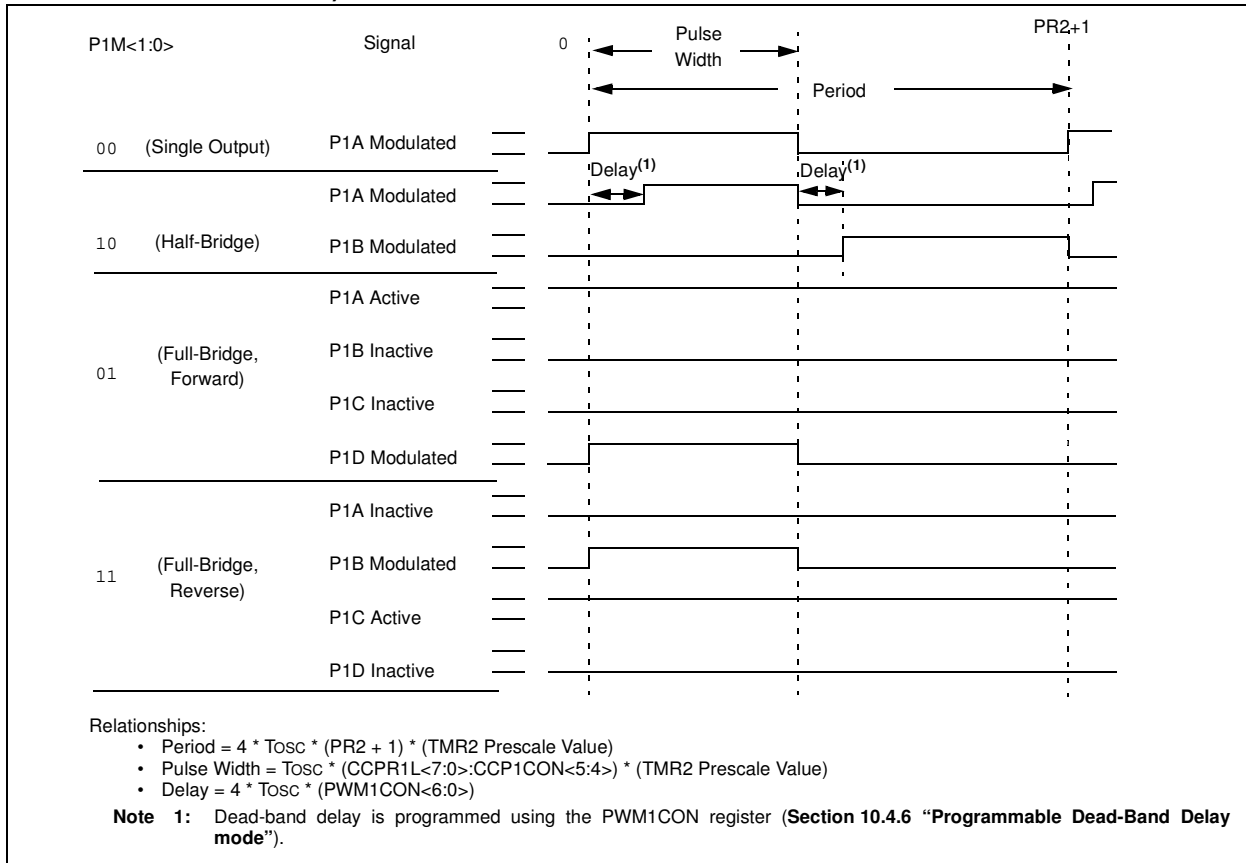 P1M<1:0> Signal 0 Pulse Width PR2+1
Period
00 (Single Output) P1A Modulated
Delay(1) Delay(1)
P1A Modulated
10 (Half-Bridge) P1B Modulated
P1A Active
P1B Inactive
01 (Full-Bridge, Forward)
P1C Inactive
P1D Modulated
P1A Inactive
P1B Modulated
11 (Full-Bridge, Reverse)
P1C Active
P1D Inactive
Relationships:
• Period = 4 * TOSC * (PR2 + 1) * (TMR2 Prescale Value)
• Pulse Width = TOSC * (CCPR1L<7:0>:CCP1CON<5:4>) * (TMR2 Prescale Value)
• Delay = 4 * TOSC * (PWM1CON<6:0>)
Note 1: Dead-band delay is programmed using the PWM1CON register (Section 10.4.6 “Programmable Dead-Band Delay
mode”).